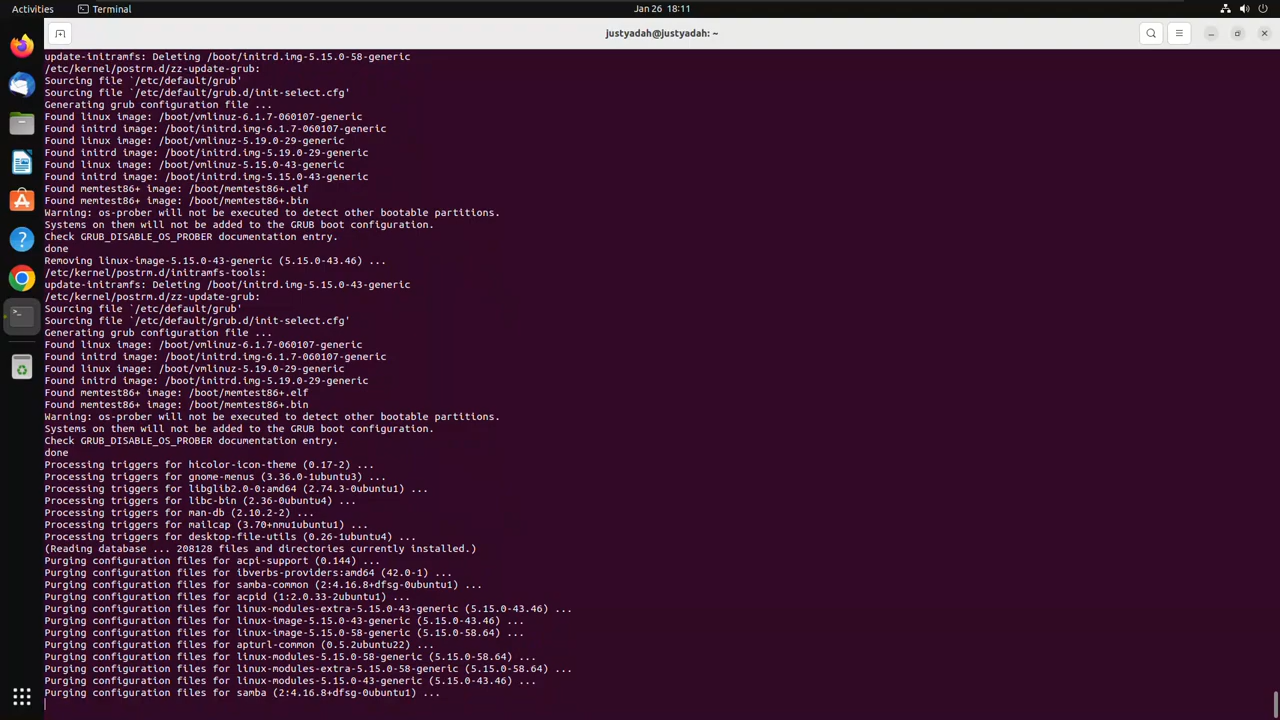 Activities
Terminal
Jan 26 18:11
justyadah@justyadah: ~
update-initramfs: Deleting /boot/initrd.img-5.15.0-58-generic
/etc/kernel/postrm.d/zz-update-grub:
Sourcing file `/etc/default/grub'
Sourcing file `/etc/default/grub.d/init-select.cfg'
Generating grub configuration file ...
Found linux image: /boot/vmlinuz-6.1.7-060107-generic
Found initrd image: /boot/initrd.img-6.1.7-060107-generic
Found linux image: /boot/vmlinuz-5.19.0-29-generic
Found initrd image: /boot/initrd.img-5.19.0-29-generic
Found linux image: /boot/vmlinuz-5.15.0-43-generic
Found initrd image: /boot/initrd.img-5.15.0-43-generic
Found memtest86+ image: /boot/memtest86+.elf
Found memtest86+ image: /boot/memtest86+.bin
Warning: os-prober will not be executed to detect other bootable partitions.
Systems on them will not be added to the GRUB boot configuration.
Check GRUB_DISABLE_OS_PROBER documentation entry.
done
Removing linux-image-5.15.0-43-generic (5.15.0-43.46) ...
/etc/kernel/postrm.d/initramfs-tools:
update-initramfs: Deleting /boot/initrd.img-5.15.0-43-generic
/etc/kernel/postrm.d/zz-update-grub:
Sourcing file `/etc/default/grub'
Sourcing file `/etc/default/grub.d/init-select.cfg'
Generating grub configuration file ...
Found linux image: /boot/vmlinuz-6.1.7-060107-generic
Found initrd image: /boot/initrd.img-6.1.7-060107-generic
Found linux image: /boot/vmlinuz-5.19.0-29-generic
Found initrd image: /boot/initrd.img-5.19.0-29-generic
Found memtest86+ image: /boot/memtest86+.elf
Found memtest86+ image: /boot/memtest86+.bin
Warning: os-prober will not be executed to detect other bootable partitions.
Systems on them will not be added to the GRUB boot configuration.
Check GRUB_DISABLE_OS_PROBER documentation entry.
done
Processing triggers for hicolor-icon-theme (0.17-2) ...
Processing triggers for gnome-menus (3.36.0-1ubuntu3) ...
Processing triggers for libglib2.0-0:amd64 (2.74.3-0ubuntu1) ...
Processing triggers for libc-bin (2.36-0ubuntu4) ...
Processing triggers for man-db (2.10.2-2) ...
Processing triggers for mailcap (3.70+nmu1ubuntu1) ...
Processing triggers for desktop-file-utils (0.26-1ubuntu4) ...
(Reading database ... 208128 files and directories currently installed.)
Purging configuration files for acpi-support (0.144) ...
Purging configuration files for ibverbs-providers:amd64 (42.0-1) ...
Purging configuration files for samba-common (2:4.16.8+dfsg-0ubuntu1) ...
Purging configuration files for acpid (1:2.0.33-2ubuntu1) ...
Purging configuration files for linux-modules-extra-5.15.0-43-generic (5.15.0-43.46) ...
Purging configuration files for linux-image-5.15.0-43-generic (5.15.0-43.46) ...
Purging configuration files for linux-image-5.15.0-58-generic (5.15.0-58.64) ...
Purging configuration files for apturl-common (0.5.2ubuntu22) ...
Purging configuration files for linux-modules-5.15.0-58-generic (5.15.0-58.64) ...
Purging configuration files for linux-modules-extra-5.15.0-58-generic (5.15.0-58.64) ...
Purging configuration files for linux-modules-5.15.0-43-generic (5.15.0-43.46) ...
Purging configuration files for samba (2:4.16.8+dfsg-0ubuntu1) ...